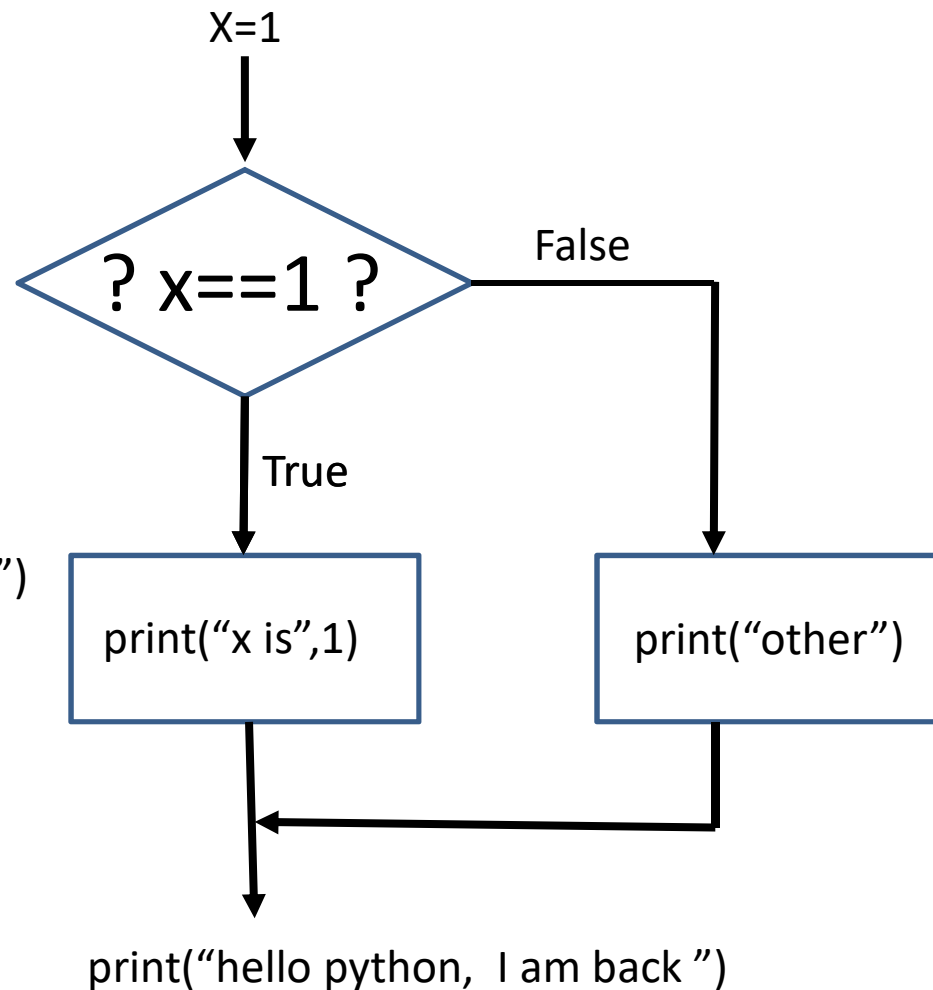 X=1
? x==1 ?
False
True
”)
print(“x is”,1)
print(“other”)
print(“hello python,  I am back ”)